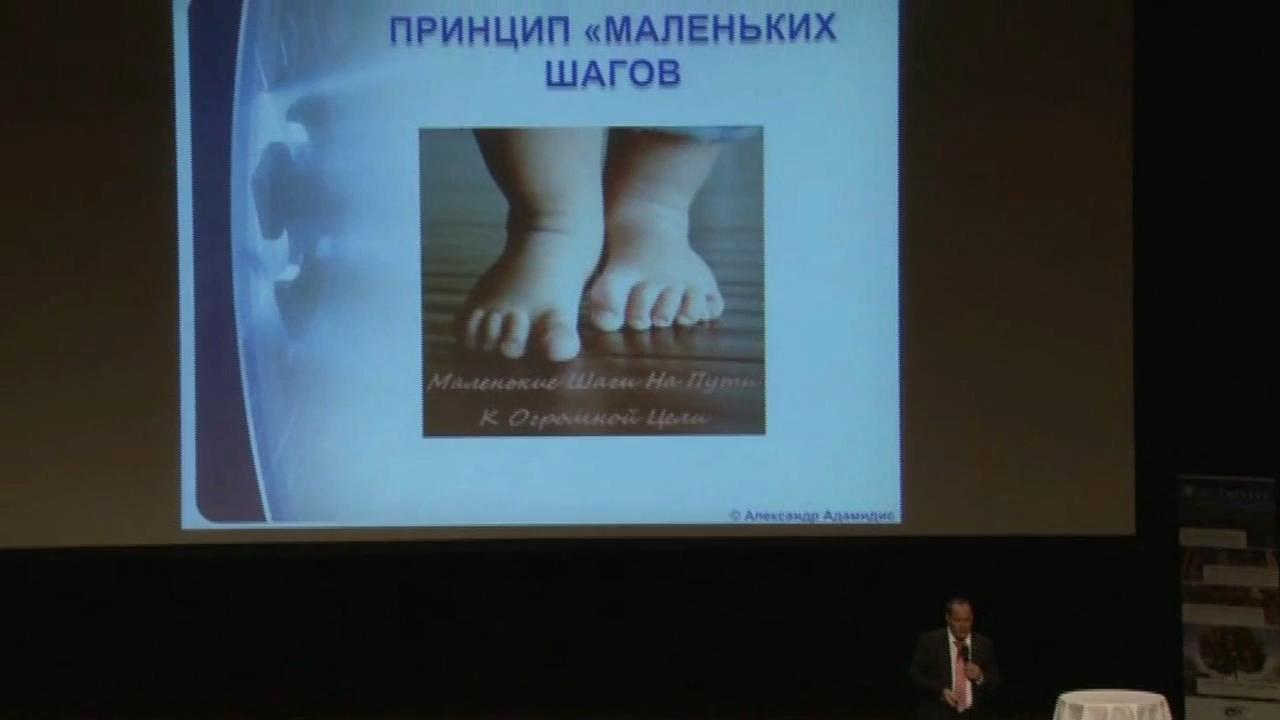 ПРИНЦИП «МАЛЕНЬКИХ
ШАГОВ
Маленькие Шаги На Пути
К Огромной Цели
© Александр Адамидис